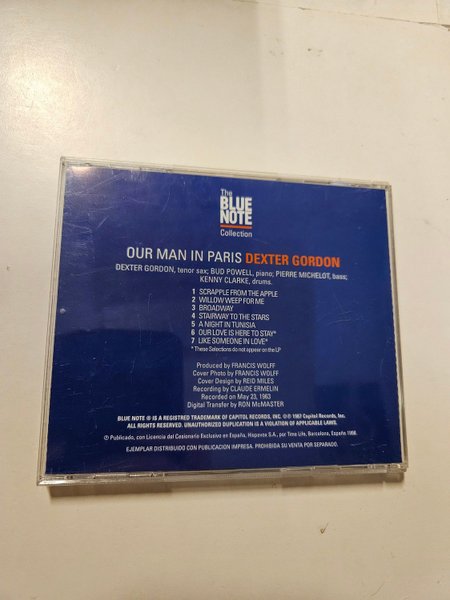 The
BLUE
NOTE
Collection
OUR MAN IN PARIS DEXTER GORDON
DEXTER GORDON, tenor sax; BUD POWELL, piano; PIERRE MICHELOT, bass;
KENNY CLARKE, drums.
1 SCRAPPLE FROM THE APPLE
2 WILLOW WEEP FOR ME
3 BROADWAY
4 STAIRWAY TO THE STARS
5 A NIGHT IN TUNISIA
6 OUR LOVE IS HERE TO STAY*
7 LIKE SOMEONE IN LOVE*
* These Selections do not appear on the LP
Produced by FRANCIS WOLFF
Cover Photo by FRANCIS WOLFF
Cover Design by REID MILES
Recording by CLAUDE ERMELIN
Recorded on May 23, 1963
Digital Transfer by RON McMASTER
BLUE NOTE ® IS A REGISTRED TRADEMARK OF CAPITOL RECORDS, INC. ℗© 1987 Capitol Records, Inc.
ALL RIGHTS RESERVED. UNAUTHORIZED DUPLICATION IS A VIOLATION OF APPLICABLE LAWS.
℗ Publicado, con Licencia del Cesionario Exclusivo en España, Hispavox S.A., por Time Life, Barcelona, España 1998.
EJEMPLAR DISTRIBUIDO CON PUBLICACION IMPRESA. PROHIBIDA SU VENTA POR SEPARADO.